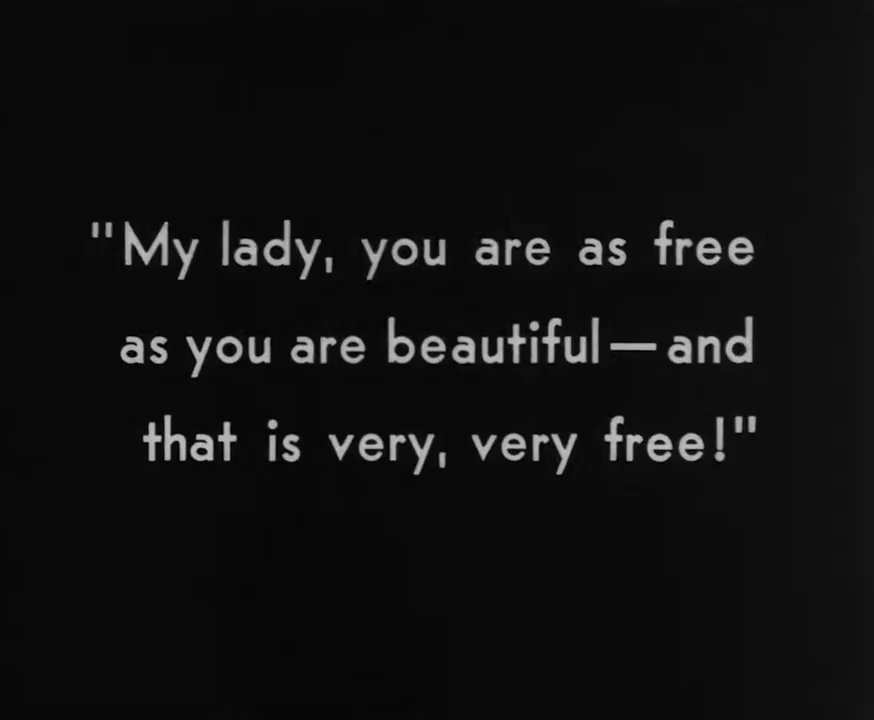 "My lady, you are as free
as you are beautiful—and
that is very, very free!"